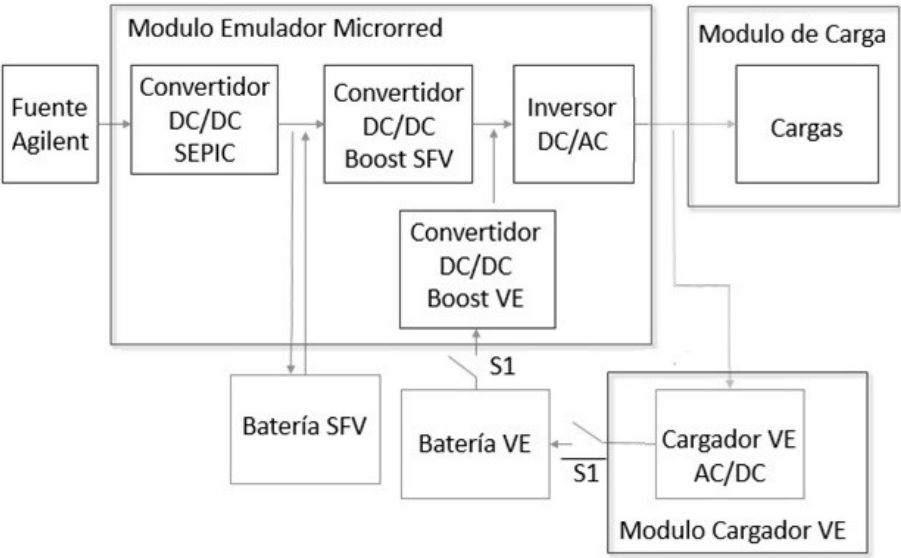 Modulo Emulador Microrred
Modulo de Carga
Fuente
Agilent
Convertidor
DC/DC
SEPIC
Convertidor
DC/DC
Boost SFV
Inversor
DC/AC
Cargas
Convertidor
DC/DC
Boost VE
S1
Batería SFV
Batería VE
S1
Cargador VE
AC/DC
Modulo Cargador VE